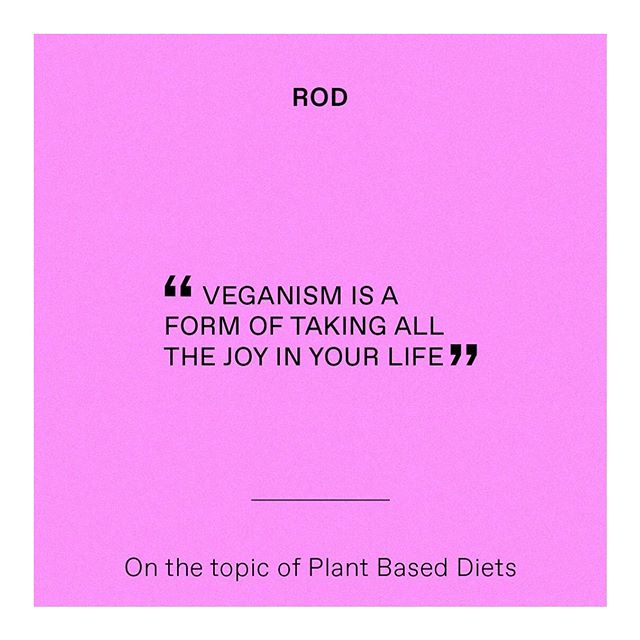 ROD
“ VEGANISM IS A
FORM OF TAKING ALL
THE JOY IN YOUR LIFE ”
On the topic of Plant Based Diets